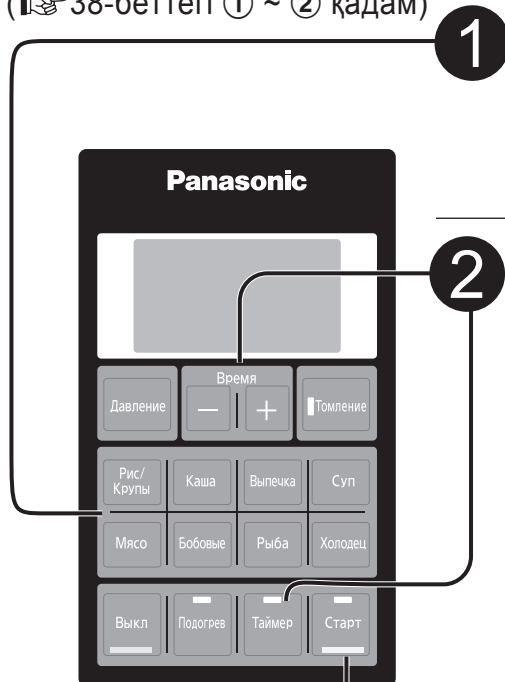 (☞38-беттегі ① ~ ② қадам)
1
Panasonic
2
Время
Давление − + Томление
Рис/
Крупы Каша Выпечка Суп
Мясо Бобовые Рыба Холодец
Выкл Подогрев Таймер Старт